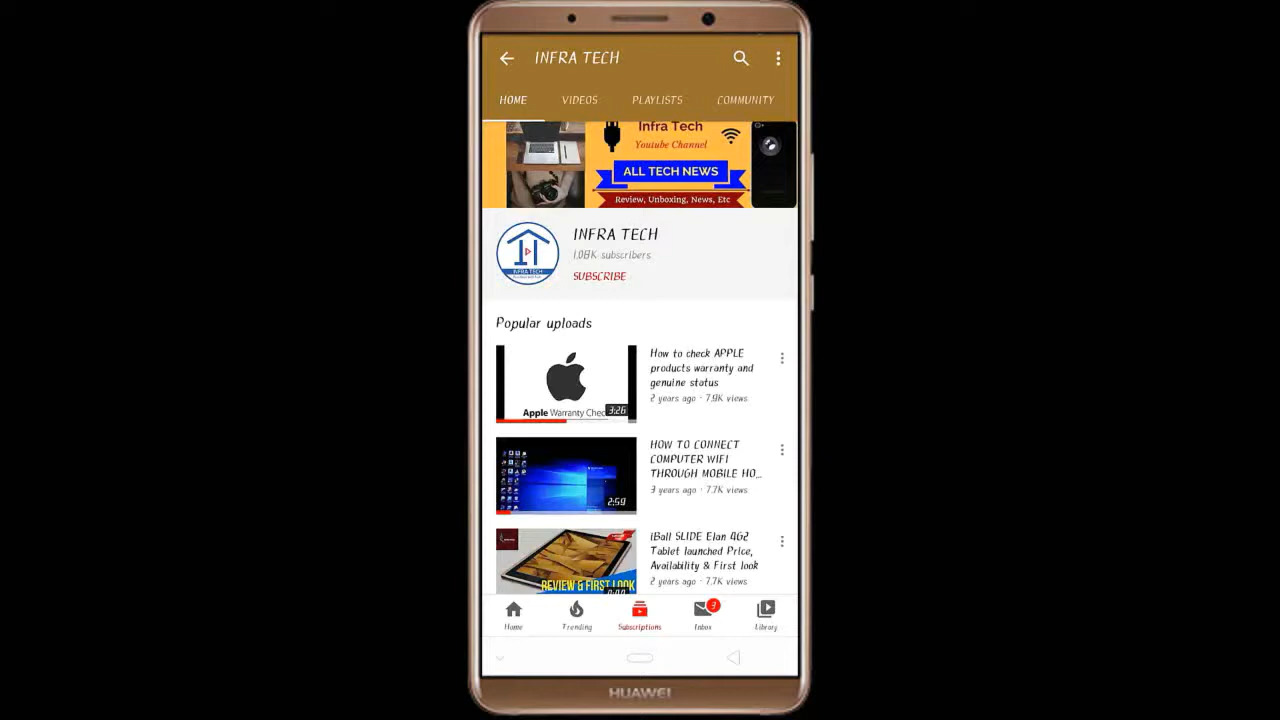 INFRA TECH
HOME VIDEOS PLAYLISTS COMMUNITY
Infra Tech
Youtube Channel
ALL TECH NEWS
Review, Unboxing, News, Etc
INFRA TECH
INFRA TECH
1.08K subscribers
SUBSCRIBE
Popular uploads
Apple Warranty Chec
3:26
How to check APPLE
products warranty and
genuine status
2 years ago · 7.9K views
2:59
HOW TO CONNECT
COMPUTER WIFI
THROUGH MOBILE HO...
3 years ago · 7.7K views
REVIEW & FIRST LOOK
iBall SLIDE Elan 4G2
Tablet launched Price,
Availability & First look
2 years ago · 7.7K views
3
Home Trending Subscriptions Inbox Library
HUAWEI